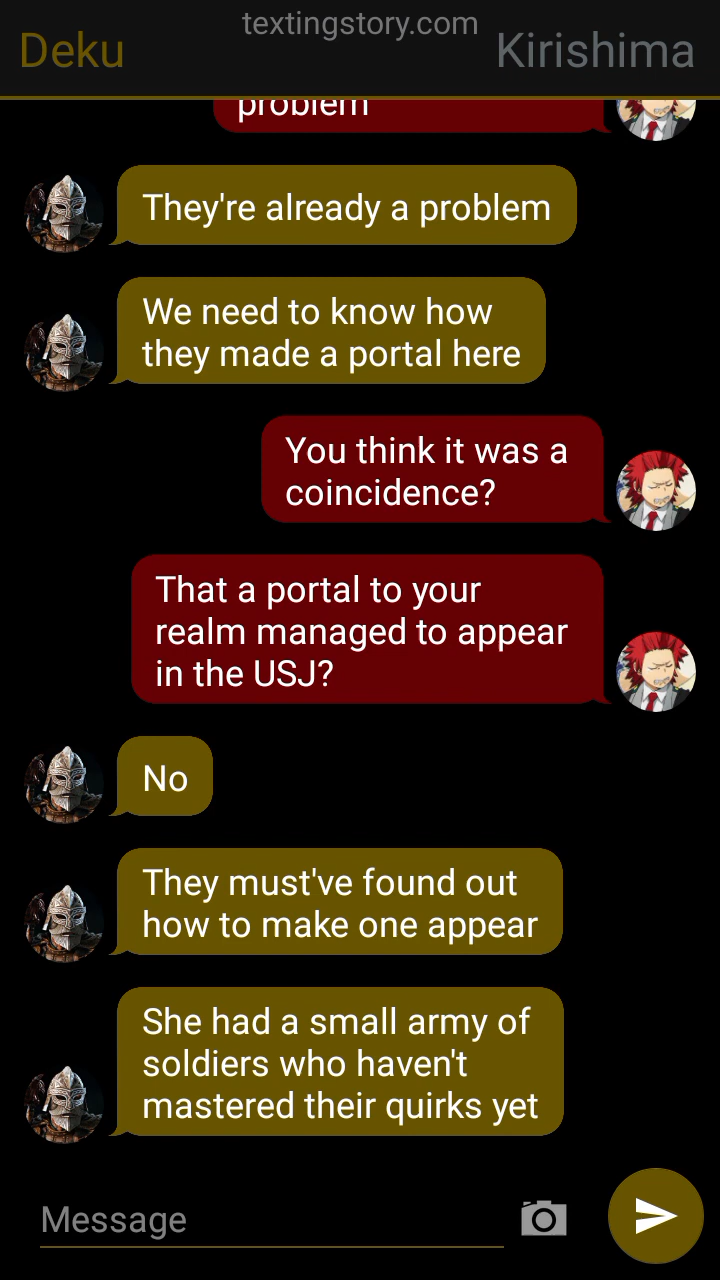 textingstory.com
Deku
Kirishima
problem
They're already a problem
We need to know how
they made a portal here
You think it was a
coincidence?
That a portal to your
realm managed to appear
in the USJ?
No
They must've found out
how to make one appear
She had a small army of
soldiers who haven't
mastered their quirks yet
Message